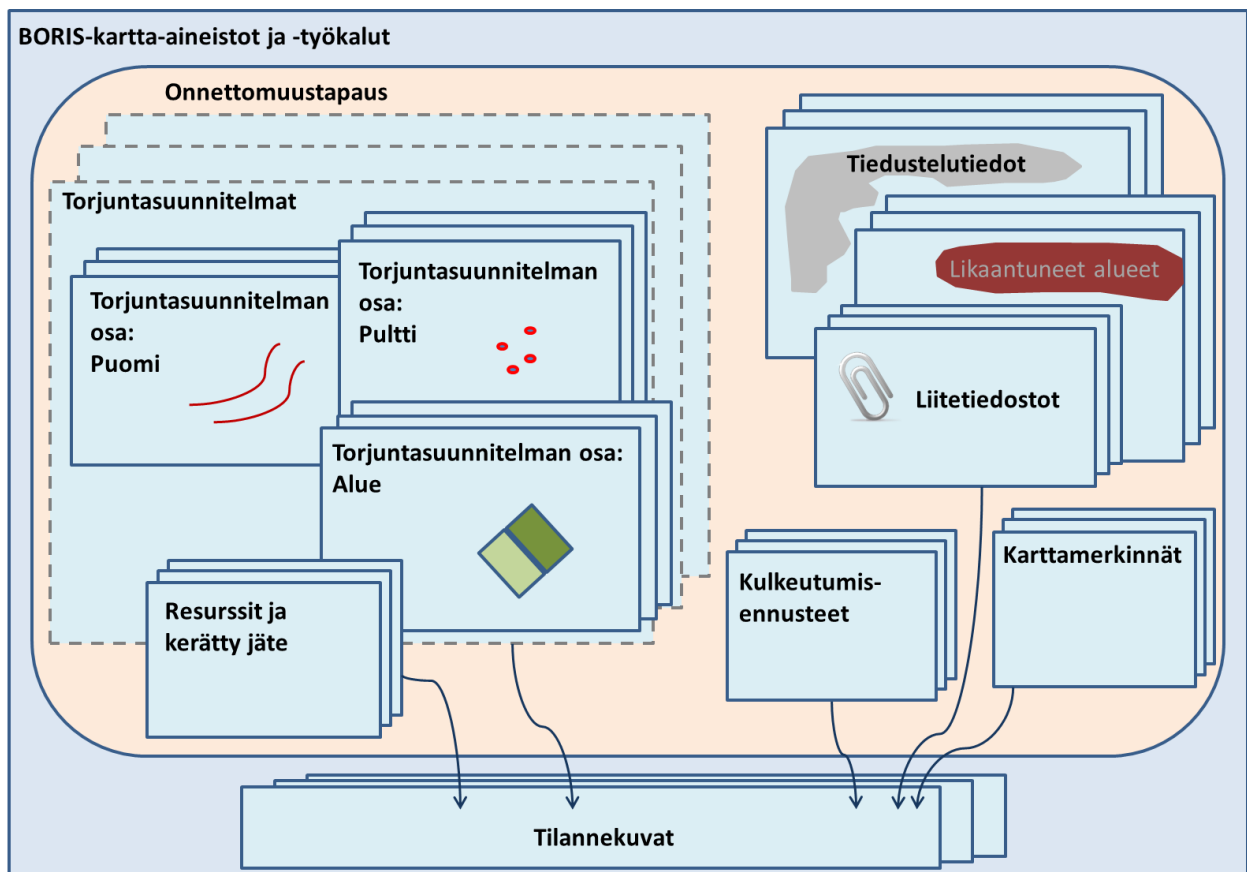 BORIS-kartta-aineistot ja -työkalut
Onnettomuustapaus
Torjuntasuunnitelmat
Torjuntasuunnitelman
osa:
Puomi
Torjuntasuunnitelman
osa:
Pultti
Torjuntasuunnitelman osa:
Alue
Resurssit ja
kerätty jäte
Tiedustelutiedot
Likaantuneet alueet
Liitetiedostot
Kulkeutumis-
ennusteet
Karttamerkinnät
Tilannekuvat